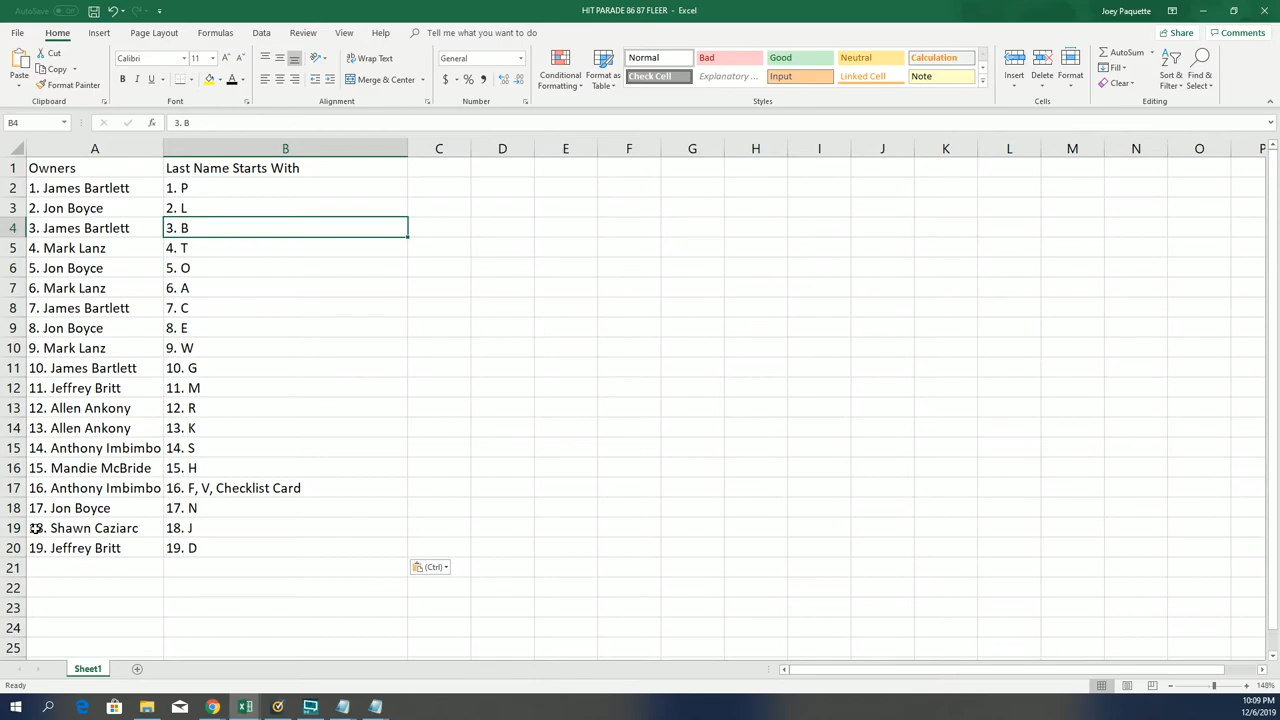 AutoSave Off HIT PARADE 86 87 FLEER - Excel Joey Paquette
File Home Insert Page Layout Formulas Data Review View Help Tell me what you want to do Share Comments
Paste Cut Copy Format Painter Clipboard
Calibri 11 B I U A Font
Wrap Text Merge & Center Alignment
General $ % Number
Conditional Formatting Format as Table
Normal Bad Good Neutral Calculation
Check Cell Explanatory ... Input Linked Cell Note
Styles
Insert Delete Format Cells
AutoSum Fill Clear Sort & Filter Find & Select Editing
B4 fx 3. B
A B C D E F G H I J K L M N O P
1 Owners Last Name Starts With
2 1. James Bartlett 1. P
3 2. Jon Boyce 2. L
4 3. James Bartlett 3. B
5 4. Mark Lanz 4. T
6 5. Jon Boyce 5. O
7 6. Mark Lanz 6. A
8 7. James Bartlett 7. C
9 8. Jon Boyce 8. E
10 9. Mark Lanz 9. W
11 10. James Bartlett 10. G
12 11. Jeffrey Britt 11. M
13 12. Allen Ankony 12. R
14 13. Allen Ankony 13. K
15 14. Anthony Imbimbo 14. S
16 15. Mandie McBride 15. H
17 16. Anthony Imbimbo 16. F, V, Checklist Card
18 17. Jon Boyce 17. N
19 18. Shawn Caziarc 18. J
20 19. Jeffrey Britt 19. D
21 (Ctrl)
22
23
24
25
Sheet1
Ready 148%
10:09 PM
12/6/2019